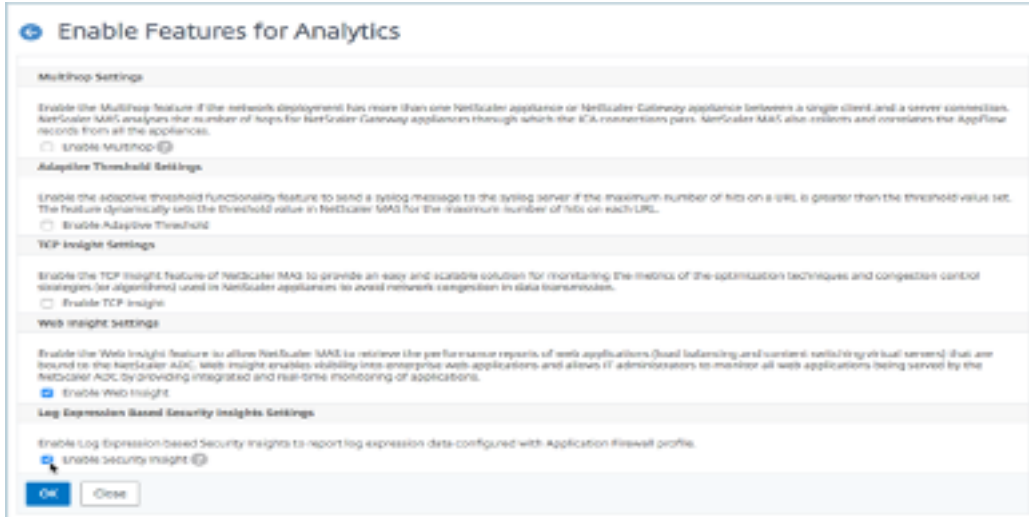 Enable Features for Analytics
Multihop Settings
Enable the Multihop feature if the network deployment has more than one NetScaler appliance or NetScaler Gateway appliance between a single client and a server connection.
NetScaler MAS analyses the number of hops for NetScaler Gateway appliances through which the ICA connections pass. NetScaler MAS also collects and correlates the AppFlow
records from all the appliances.
Enable Multihop
Adaptive Threshold Settings
Enable the adaptive threshold functionality feature to send a syslog message to the syslog server if the maximum number of hits on a URL is greater than the threshold value set.
The feature dynamically sets the threshold value in NetScaler MAS for the maximum number of hits on each URL.
Enable Adaptive Threshold
TCP Insight Settings
Enable the TCP Insight feature of NetScaler MAS to provide an easy and scalable solution for monitoring the metrics of the optimization techniques and congestion control
strategies (or algorithms) used in NetScaler appliances to avoid network congestion in data transmission.
Enable TCP Insight
Web Insight Settings
Enable the Web Insight feature to allow NetScaler MAS to retrieve the performance reports of web applications (load balancing and content switching virtual servers) that are
bound to the NetScaler ADC. Web Insight enables visibility into enterprise web applications and allows IT administrators to monitor all web applications being served by the
NetScaler ADC by providing integrated and real-time monitoring of applications.
Enable Web Insight
Log Expression Based Security Insights Settings
Enable Log Expression based Security Insights to report log expression data configured with Application Firewall profile.
Enable Security Insight
OK
Close